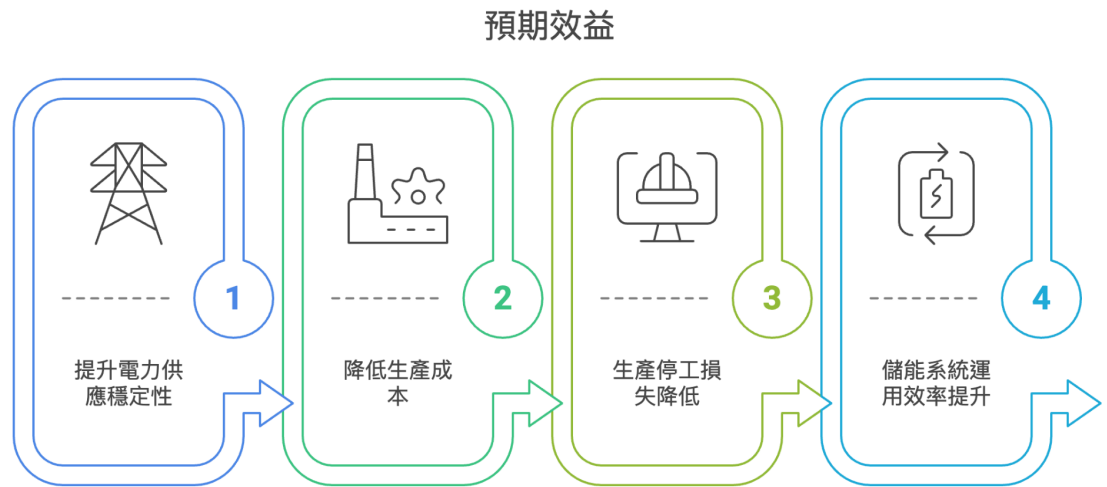 預期效益
1
提升電力供
應穩定性
2
降低生產成
本
3
生產停工損
失降低
4
儲能系統運
用效率提升